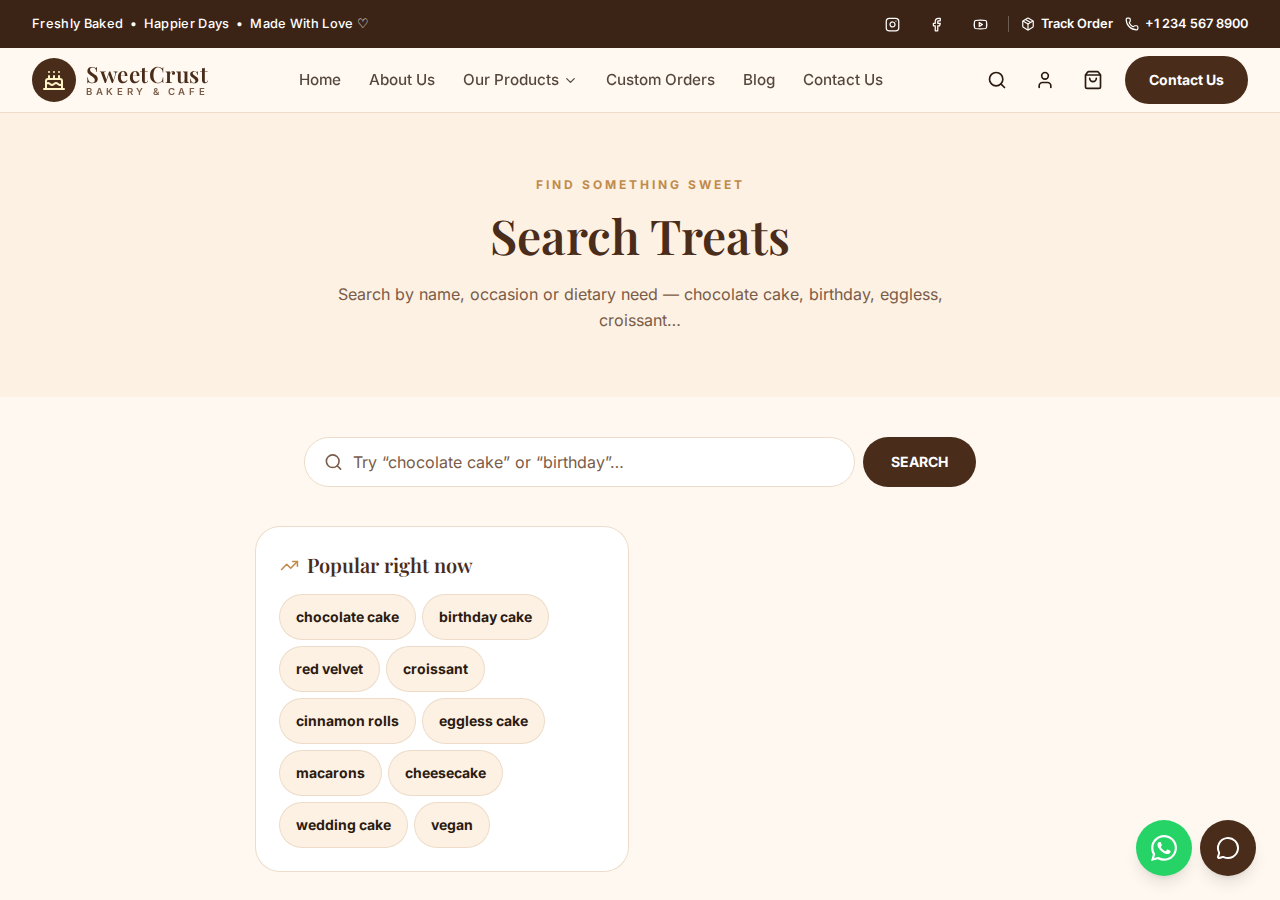 Freshly Baked • Happier Days • Made With Love ♡
Track Order
+1 234 567 8900
SweetCrust
BAKERY & CAFE
Home
About Us
Our Products
Custom Orders
Blog
Contact Us
Contact Us
FIND SOMETHING SWEET
Search Treats
Search by name, occasion or dietary need — chocolate cake, birthday, eggless,
croissant…
Try “chocolate cake” or “birthday”…
SEARCH
Popular right now
chocolate cake
birthday cake
red velvet
croissant
cinnamon rolls
eggless cake
macarons
cheesecake
wedding cake
vegan